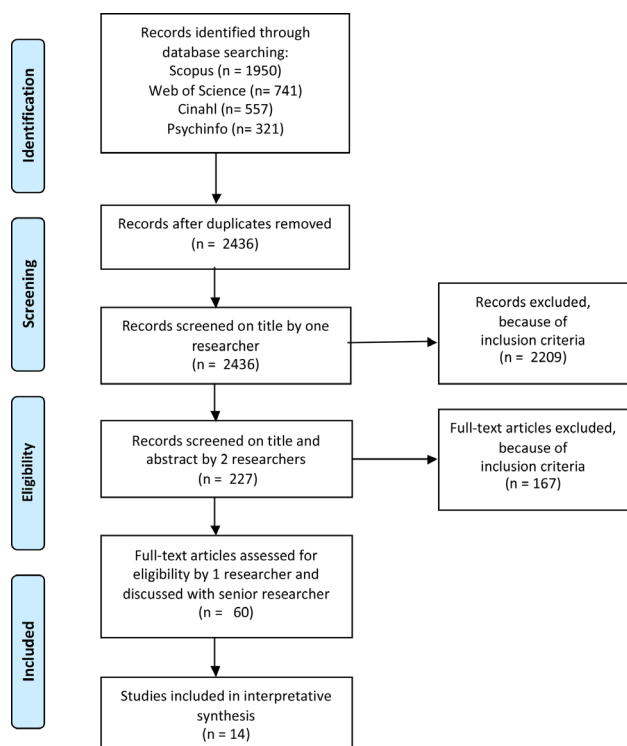 Identification
Records identified through
database searching:
Scopus (n = 1950)
Web of Science (n= 741)
Cinahl (n = 557)
Psychinfo (n= 321)
Screening
Records after duplicates removed
(n = 2436)
Records screened on title by one
researcher
(n = 2436)
Records excluded,
because of
inclusion criteria
(n = 2209)
Eligibility
Records screened on title and
abstract by 2 researchers
(n = 227)
Full-text articles excluded,
because of
inclusion criteria
(n = 167)
Full-text articles assessed for
eligibility by 1 researcher and
discussed with senior researcher
(n = 60)
Included
Studies included in interpretative
synthesis
(n = 14)